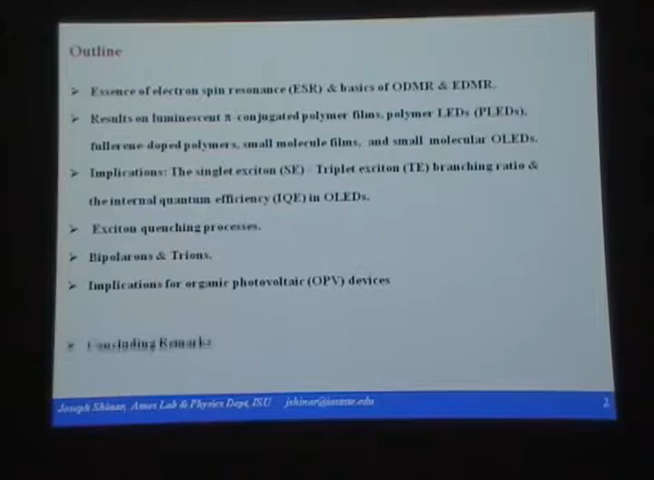 Outline
➢ Essence of electron spin resonance (ESR) & basics of ODMR & EDMR.
➢ Results on luminescent π-conjugated polymer films, polymer LEDs (PLEDs),
fullerene-doped polymers, small molecule films, and small molecular OLEDs.
➢ Implications: The singlet exciton (SE) / Triplet exciton (TE) branching ratio &
the internal quantum efficiency (IQE) in OLEDs.
➢ Exciton quenching processes.
➢ Bipolarons & Trions.
➢ Implications for organic photovoltaic (OPV) devices
Concluding Remarks
Joseph Shinar, Ames Lab & Physics Dept, ISU jshinar@iastate.edu 2